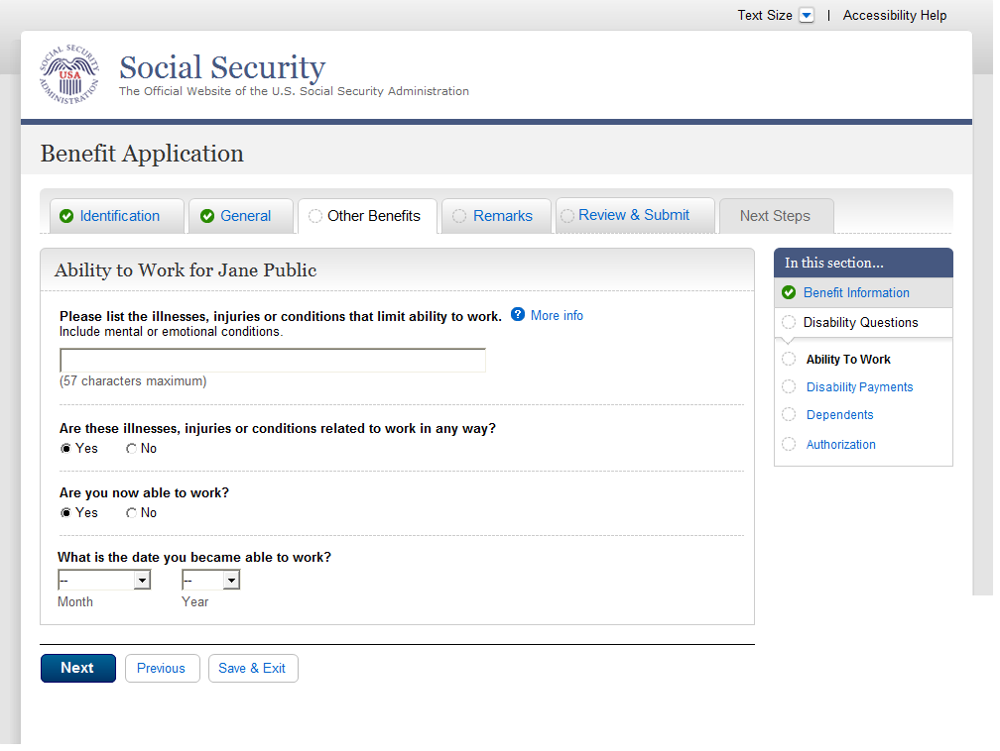 Text Size | Accessibility Help
SOCIAL SECURITY ADMINISTRATION
USA
Social Security
The Official Website of the U.S. Social Security Administration
Benefit Application
Identification General Other Benefits Remarks Review & Submit Next Steps
Ability to Work for Jane Public
Please list the illnesses, injuries or conditions that limit ability to work. ? More info
Include mental or emotional conditions.
(57 characters maximum)
Are these illnesses, injuries or conditions related to work in any way?
Yes No
Are you now able to work?
Yes No
What is the date you became able to work?
-- --
Month Year
Next Previous Save & Exit
In this section...
Benefit Information
Disability Questions
Ability To Work
Disability Payments
Dependents
Authorization